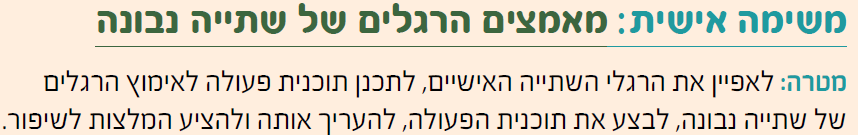 משימה אישית: מאמצים הרגלים של שתייה נבונה
מטרה: לאפיין את הרגלי השתייה האישיים, לתכנן תוכנית פעולה לאימוץ הרגלים
של שתייה נבונה, לבצע את תוכנית הפעולה, להעריך אותה ולהציע המלצות לשיפור.